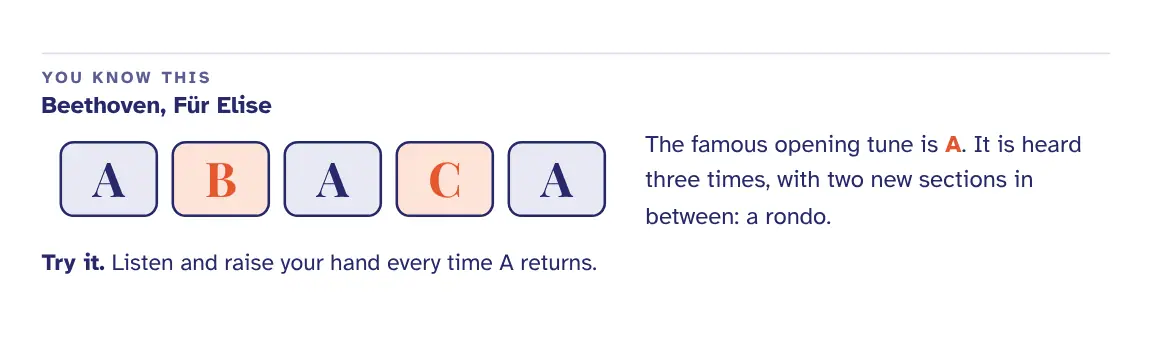 YOU KNOW THIS
Beethoven, Für Elise
A B A C A
The famous opening tune is A. It is heard
three times, with two new sections in
between: a rondo.
Try it. Listen and raise your hand every time A returns.